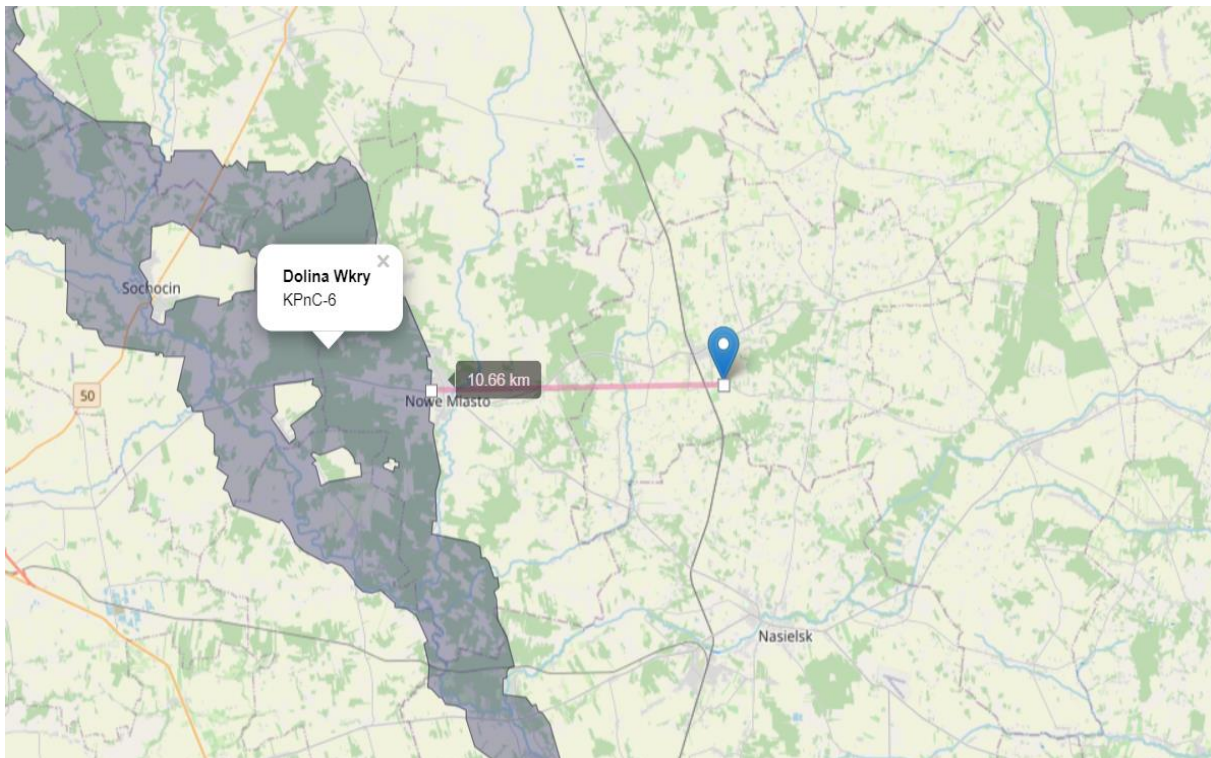 Dolina Wkry
×
KPnC-6
Sochocin
10.66 km
50
Nowe Miasto
Nasielsk